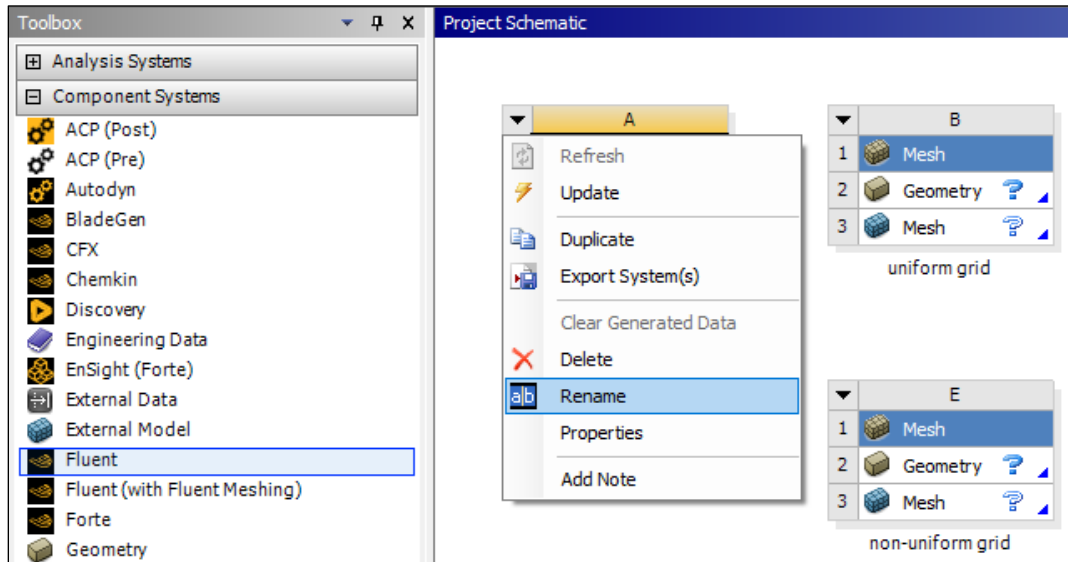 Toolbox
Analysis Systems
Component Systems
ACP (Post)
ACP (Pre)
Autodyn
BladeGen
CFX
Chemkin
Discovery
Engineering Data
EnSight (Forte)
External Data
External Model
Fluent
Fluent (with Fluent Meshing)
Forte
Geometry
Project Schematic
A
Refresh
Update
Duplicate
Export System(s)
Clear Generated Data
Delete
a|b Rename
Properties
Add Note
B
1 Mesh
2 Geometry ?
3 Mesh ?
uniform grid
E
1 Mesh
2 Geometry ?
3 Mesh ?
non-uniform grid